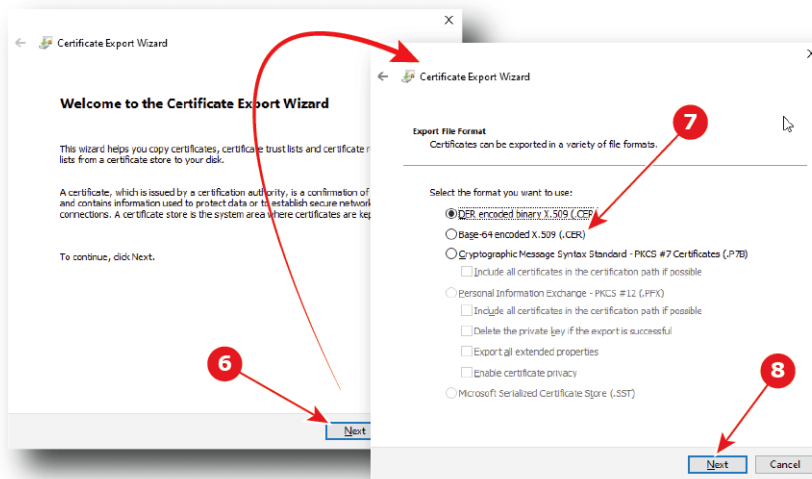 X
Certificate Export Wizard
Welcome to the Certificate Export Wizard
This wizard helps you copy certificates, certificate trust lists and certificate
lists from a certificate store to your disk.
A certificate, which is issued by a certification authority, is a confirmation of
and contains information used to protect data or to establish secure network
connections. A certificate store is the system area where certificates are kep
To continue, click Next.
6
Next
Certificate Export Wizard
Export File Format
Certificates can be exported in a variety of file formats.
7
Select the format you want to use:
DER encoded binary X.509 (.CER)
Base-64 encoded X.509 (.CER)
Cryptographic Message Syntax Standard - PKCS #7 Certificates (.P7B)
Include all certificates in the certification path if possible
Personal Information Exchange - PKCS #12 (.PFX)
Include all certificates in the certification path if possible
Delete the private key if the export is successful
Export all extended properties
Enable certificate privacy
Microsoft Serialized Certificate Store (.SST)
8
Next
Cancel